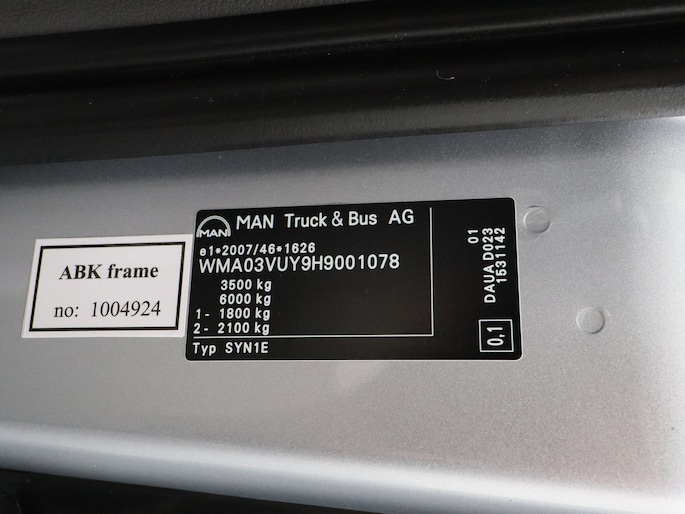 ABK frame
no: 1004924
MAN
MAN Truck & Bus AG
e1*2007/46*1626
WMA03VUY9H9001078
3500 kg
6000 kg
1- 1800 kg
2- 2100 kg
Typ SYN1E
01
DAUA D023
1531142
0,1